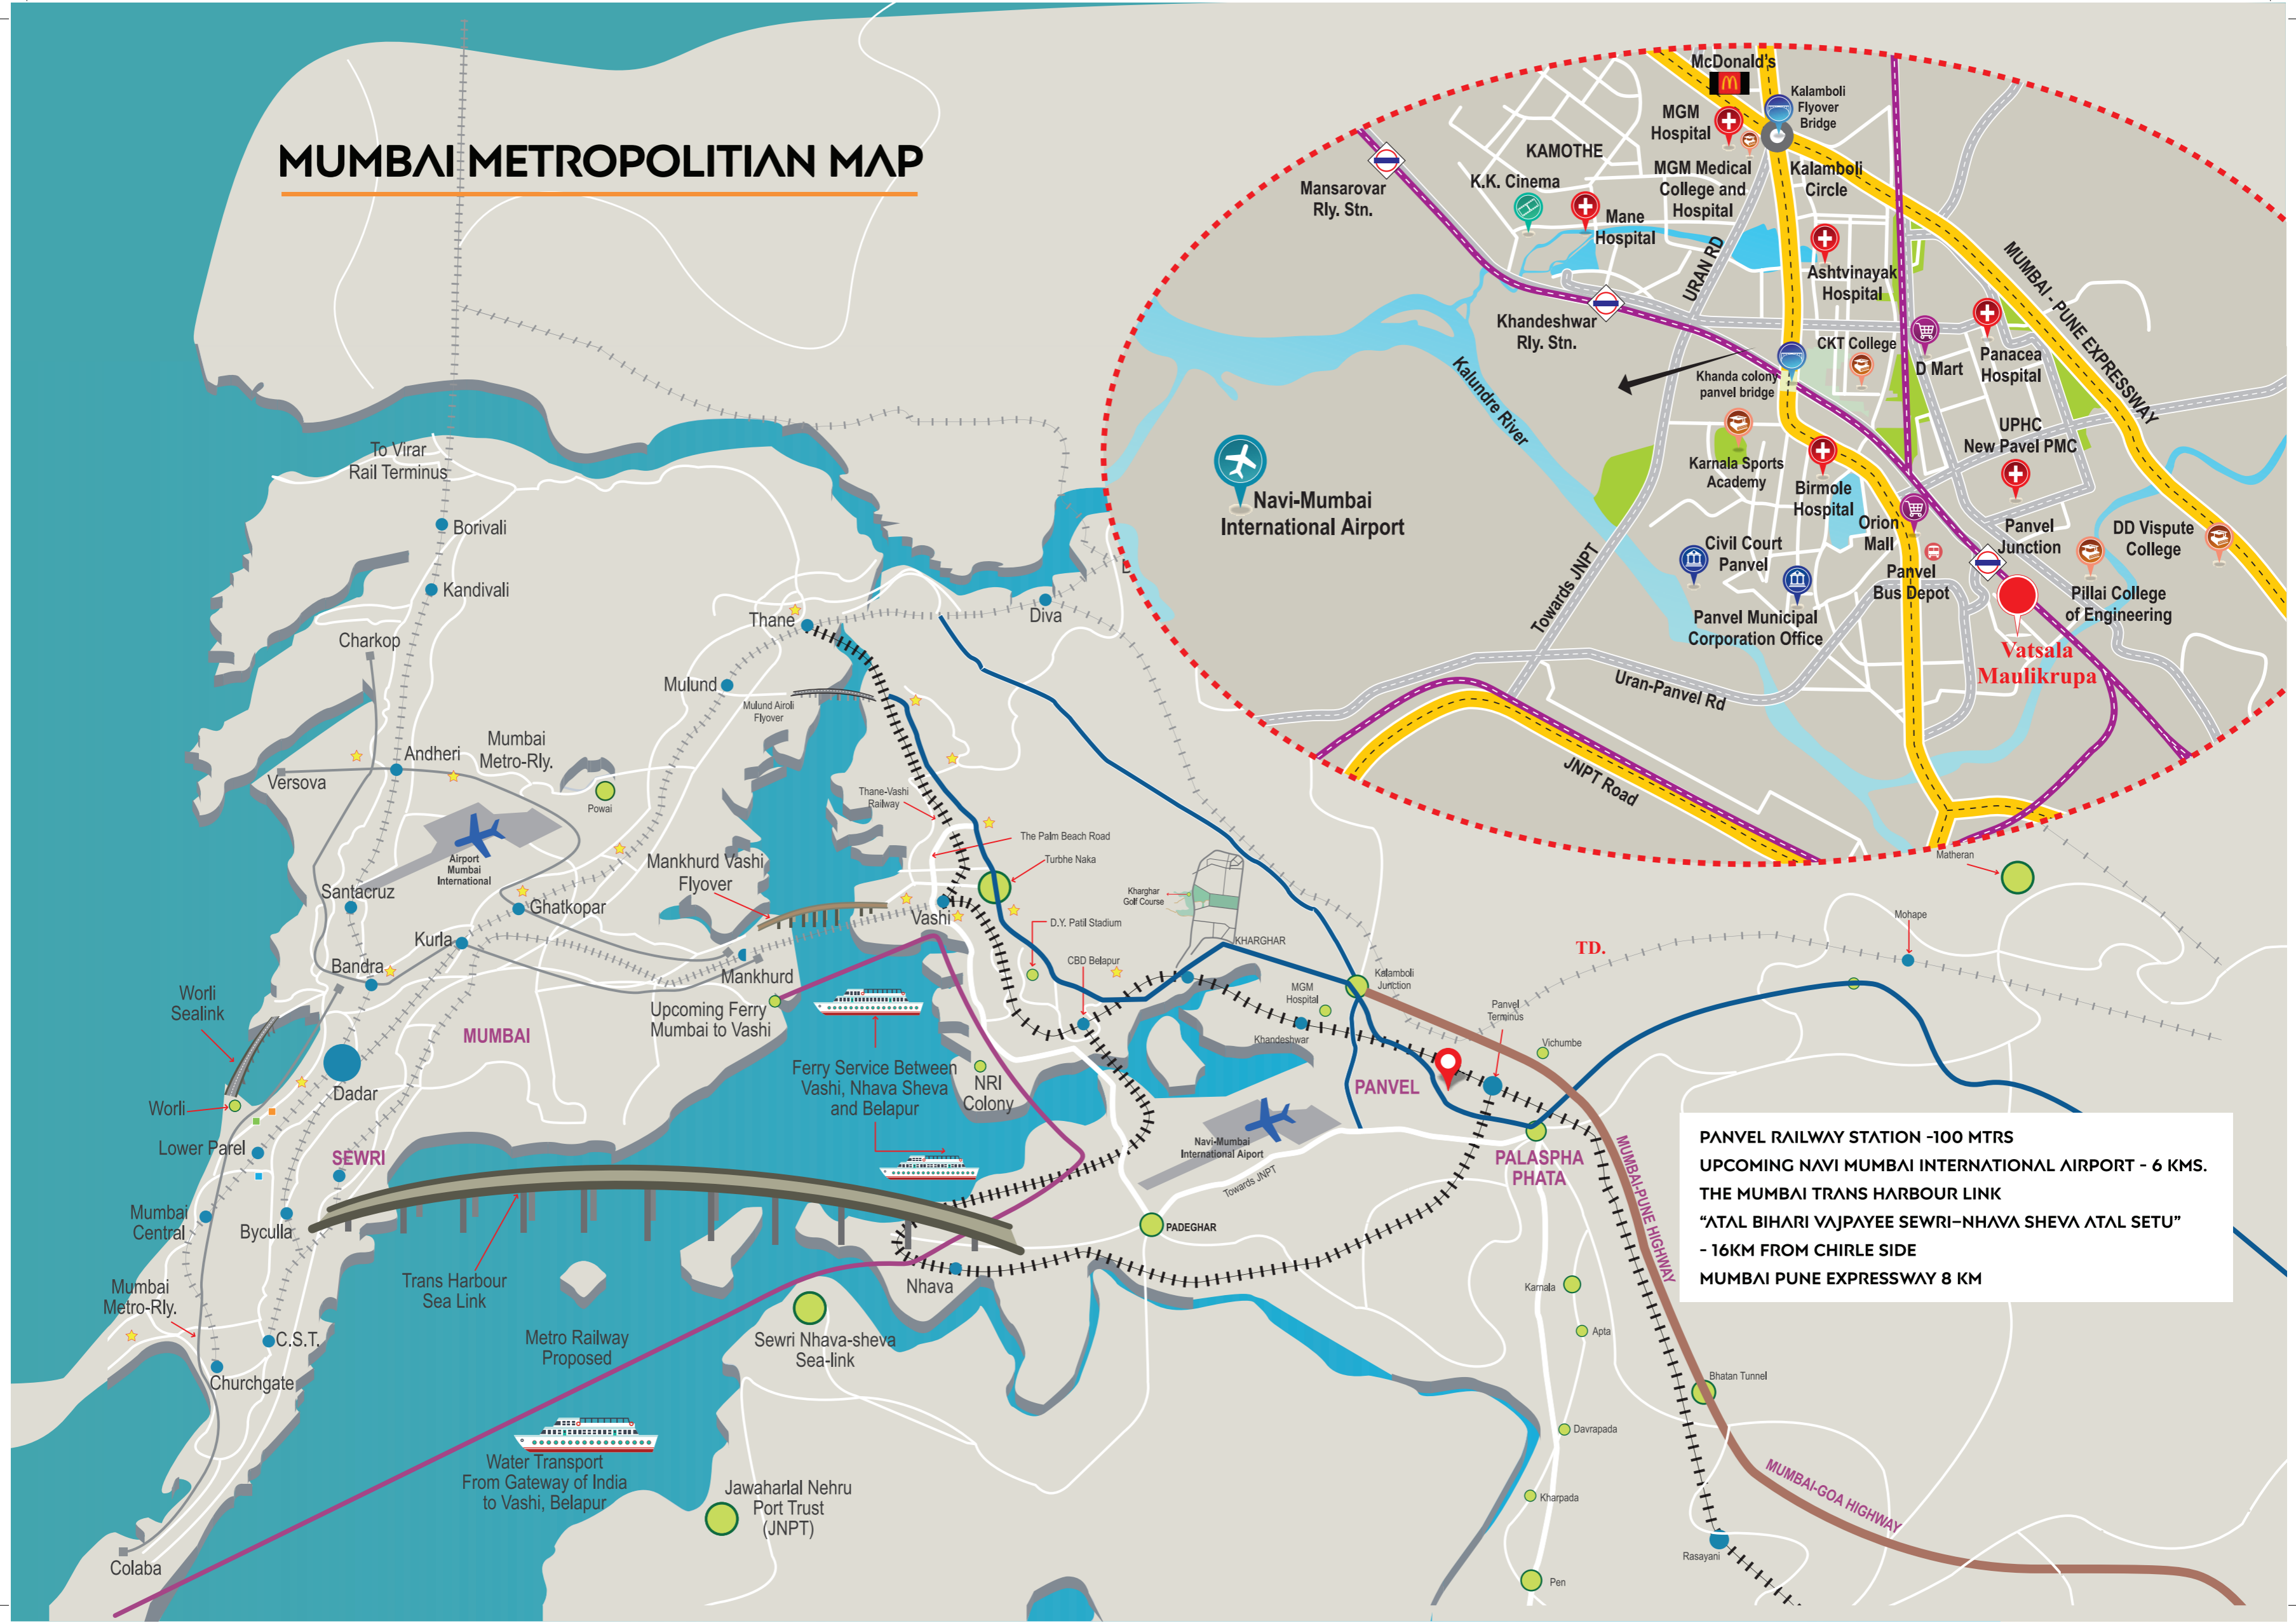 MUMBAI METROPOLITIAN MAP
McDonald's
Kalamboli
Flyover
Bridge
MGM
Hospital
KAMOTHE
MGM Medical
College and
Hospital
Kalamboli
Circle
K.K. Cinema
Mansarovar
Rly. Stn.
Mane
Hospital
URAN RD
Ashtvinayak
Hospital
MUMBAI - PUNE EXPRESSWAY
Khandeshwar
Rly. Stn.
CKT College
D Mart
Panacea
Hospital
Kalundre River
Khanda colony
panvel bridge
UPHC
New Pavel PMC
Karnala Sports
Academy
Birmole
Hospital
Navi-Mumbai
International Airport
Orion
Mall
Panvel
Junction
DD Vispute
College
Civil Court
Panvel
Panvel
Bus Depot
Pillai College
of Engineering
Towards JNPT
Panvel Municipal
Corporation Office
Vatsala
Maulikrupa
Uran-Panvel Rd
JNPT Road
To Virar
Rail Terminus
Borivali
Kandivali
Charkop
Thane
Diva
Mulund
Mulund Airoli
Flyover
Andheri
Mumbai
Metro-Rly.
Versova
Powai
Thane-Vashi
Railway
The Palm Beach Road
Turbhe Naka
Airport
Mumbai
International
Mankhurd Vashi
Flyover
Matheran
Santacruz
Ghatkopar
Vashi
Kharghar
Golf Course
D.Y. Patil Stadium
Mohape
Kurla
KHARGHAR
TD.
Bandra
Mankhurd
CBD Belapur
Kalamboli
Junction
Worli
Sealink
Upcoming Ferry
Mumbai to Vashi
MGM
Hospital
Panvel
Terminus
MUMBAI
Khandeshwar
Vichumbe
Ferry Service Between
Vashi, Nhava Sheva
and Belapur
NRI
Colony
PANVEL
Dadar
Worli
Lower Parel
SEWRI
Navi-Mumbai
International Aiport
Towards JNPT
PALASPHA
PHATA
MUMBAI-PUNE HIGHWAY
PANVEL RAILWAY STATION -100 MTRS
UPCOMING NAVI MUMBAI INTERNATIONAL AIRPORT - 6 KMS.
THE MUMBAI TRANS HARBOUR LINK
“ATAL BIHARI VAJPAYEE SEWRI–NHAVA SHEVA ATAL SETU”
- 16KM FROM CHIRLE SIDE
MUMBAI PUNE EXPRESSWAY 8 KM
Mumbai
Central
Byculla
PADEGHAR
Trans Harbour
Sea Link
Nhava
Karnala
Mumbai
Metro-Rly.
C.S.T.
Metro Railway
Proposed
Sewri Nhava-sheva
Sea-link
Apta
Churchgate
Bhatan Tunnel
Davrapada
Water Transport
From Gateway of India
to Vashi, Belapur
Jawaharlal Nehru
Port Trust
(JNPT)
Kharpada
MUMBAI-GOA HIGHWAY
Colaba
Rasayani
Pen